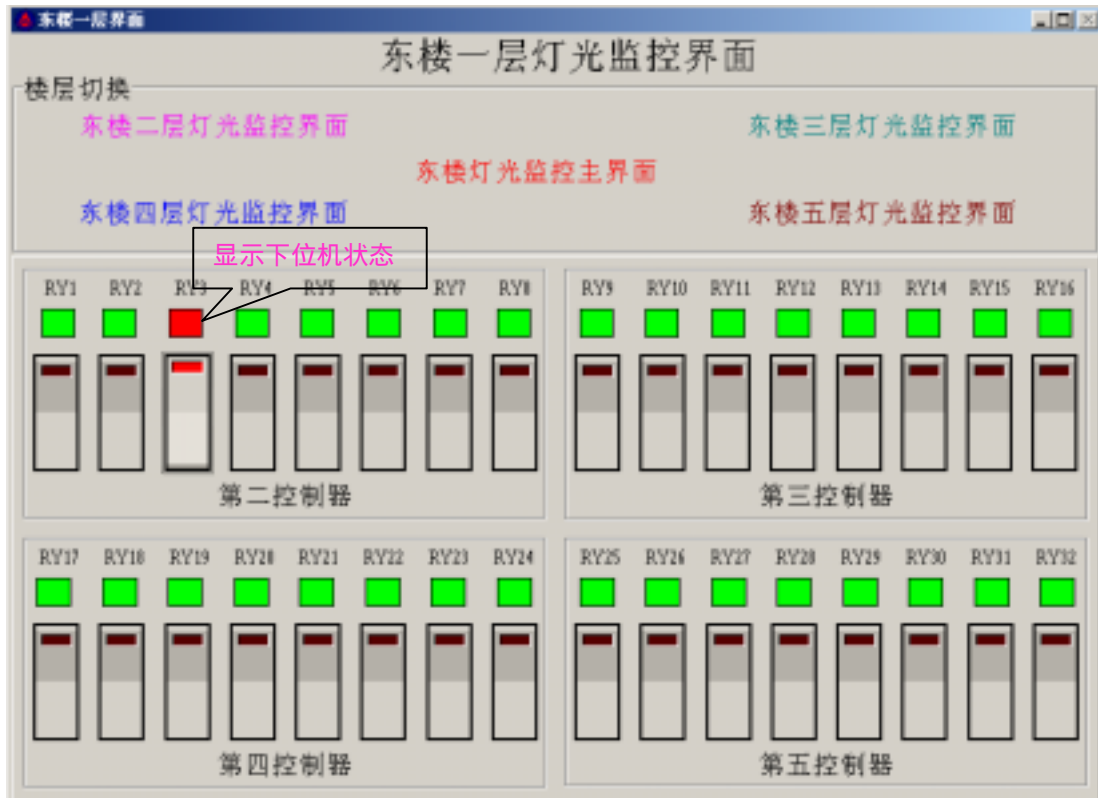 东楼一层界面
东楼一层灯光监控界面
楼层切换
东楼二层灯光监控界面 东楼三层灯光监控界面
东楼灯光监控主界面
东楼四层灯光监控界面 东楼五层灯光监控界面
显示下位机状态
RY1 RY2 RY3 RY4 RY5 RY6 RY7 RY8 RY9 RY10 RY11 RY12 RY13 RY14 RY15 RY16
第二控制器 第三控制器
RY17 RY18 RY19 RY20 RY21 RY22 RY23 RY24 RY25 RY26 RY27 RY28 RY29 RY30 RY31 RY32
第四控制器 第五控制器